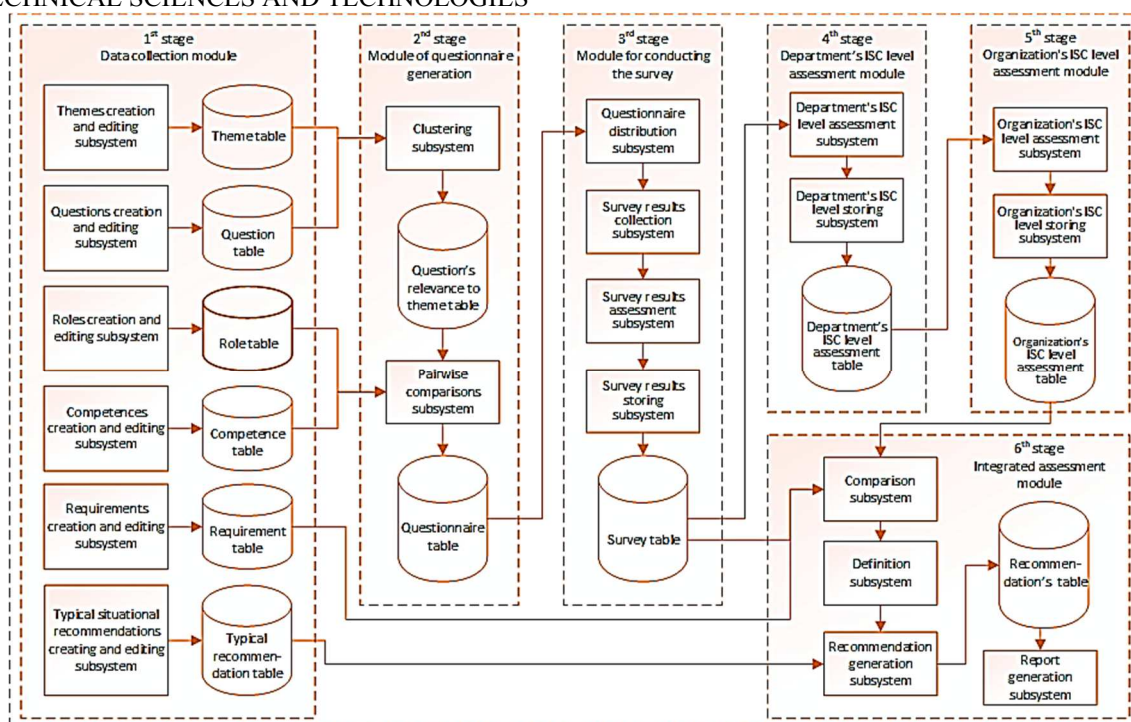 ECHNICAL SCIENCES AND TECHNOLOGIES
1st stage
Data collection module
Themes creation
and editing
subsystem
Theme table
Questions creation
and editing
subsystem
Question
table
Roles creation and
editing subsystem
Role table
Competences
creation and editing
subsystem
Competence
table
Requirements
creation and editing
subsystem
Requirement
table
Typical situational
recommendations
creating and editing
subsystem
Typical
recommen-
dation table
2nd stage
Module of questionnaire
generation
Clustering
subsystem
Question's
relevance to
theme table
Pairwise
comparisons
subsystem
Questionnaire
table
3rd stage
Module for conducting
the survey
Questionnaire
distribution
subsystem
Survey results
collection
subsystem
Survey results
assessment
subsystem
Survey results
storing
subsystem
Survey table
4th stage
Department's ISC level
assessment module
Department's ISC
level assessment
subsystem
Department's ISC
level storing
subsystem
Department's
ISC level
assessment
table
5th stage
Organization's ISC level
assessment module
Organization's ISC
level assessment
subsystem
Organization's ISC
level storing
subsystem
Organization's
ISC level
assessment
table
6th stage
Integrated assessment
module
Comparison
subsystem
Definition
subsystem
Recommendation
generation
subsystem
Recommen-
dation's table
Report
generation
subsystem